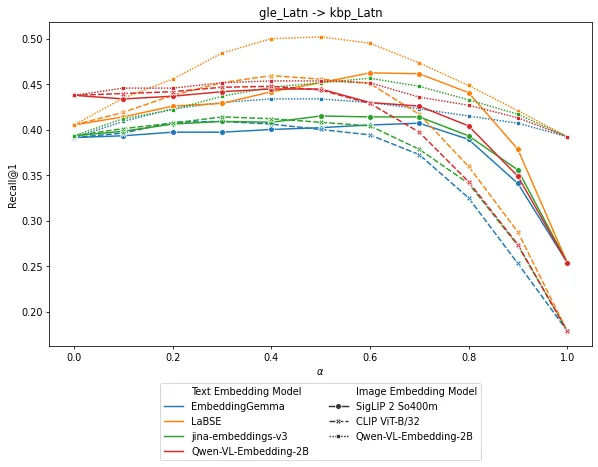 gle_Latn -> kbp_Latn
Recall@1
0.50
0.45
0.40
0.35
0.30
0.25
0.20
0.0
0.2
0.4
0.6
0.8
1.0
α
Text Embedding Model
EmbeddingGemma
LaBSE
jina-embeddings-v3
Qwen-VL-Embedding-2B
Image Embedding Model
SigLIP 2 So400m
CLIP ViT-B/32
Qwen-VL-Embedding-2B